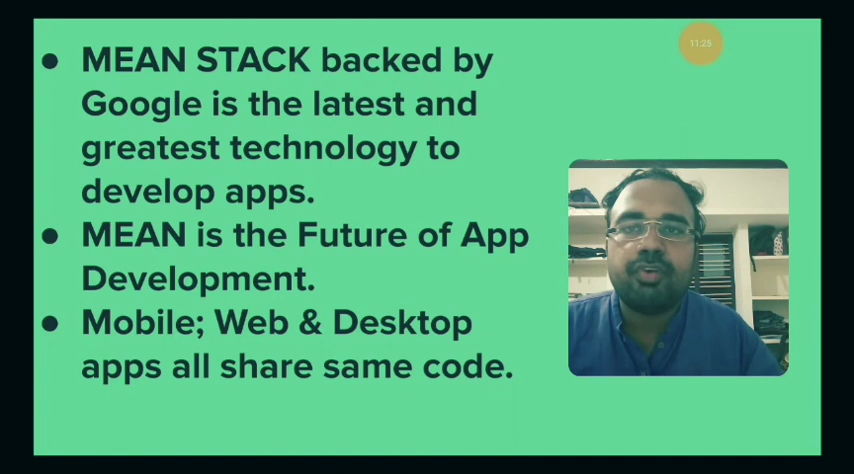 11:25
● MEAN STACK backed by
Google is the latest and
greatest technology to
develop apps.
● MEAN is the Future of App
Development.
● Mobile; Web & Desktop
apps all share same code.